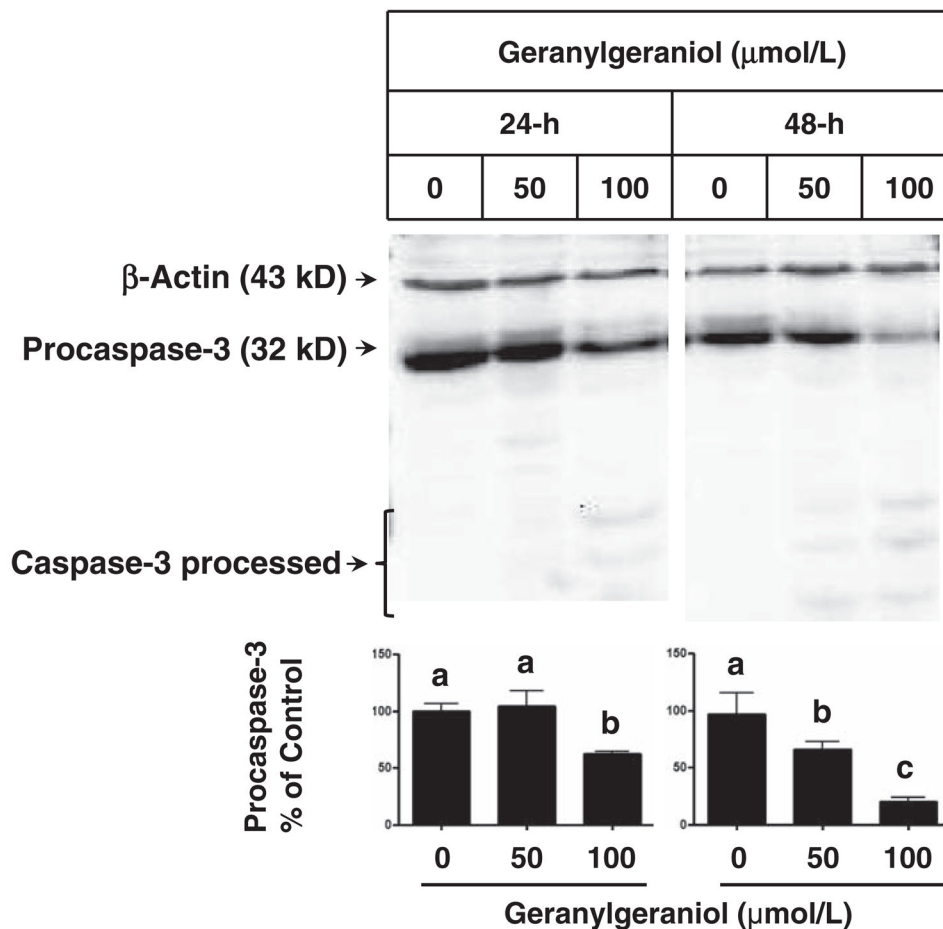 Geranylgeraniol (μmol/L)
24-h 48-h
0 50 100 0 50 100
β-Actin (43 kD)
Procaspase-3 (32 kD)
Caspase-3 processed
Procaspase-3
% of Control
150
100
50
0
a a b
0 50 100
150
100
50
0
a b c
0 50 100
Geranylgeraniol (μmol/L)